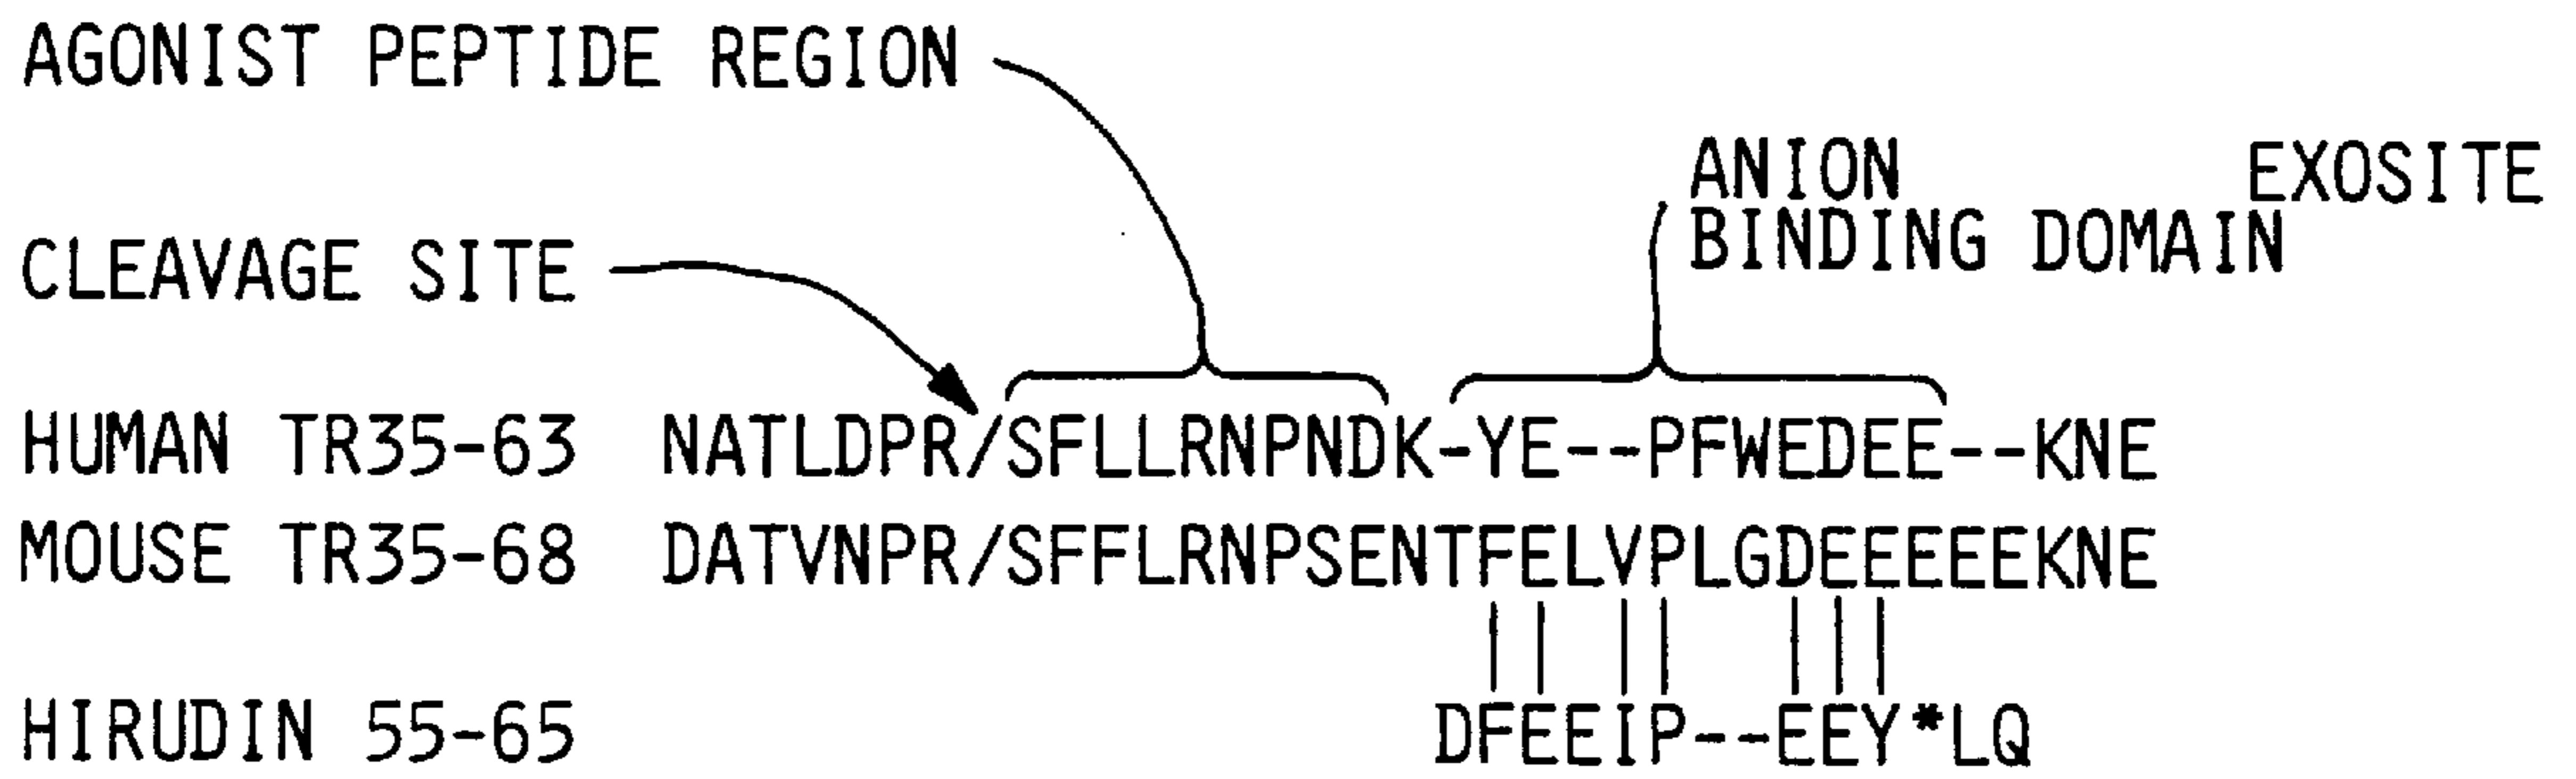 AGONIST PEPTIDE REGION
ANION EXOSITE
BINDING DOMAIN
CLEAVAGE SITE
HUMAN TR35-63 NATLDPR/SFLLRNPNDK-YE--PFWEDEE--KNE
MOUSE TR35-68 DATVNPR/SFFLRNPSENTFELVPLGDEEEEEKNE
HIRUDIN 55-65 DFEEIP--EEY*LQ